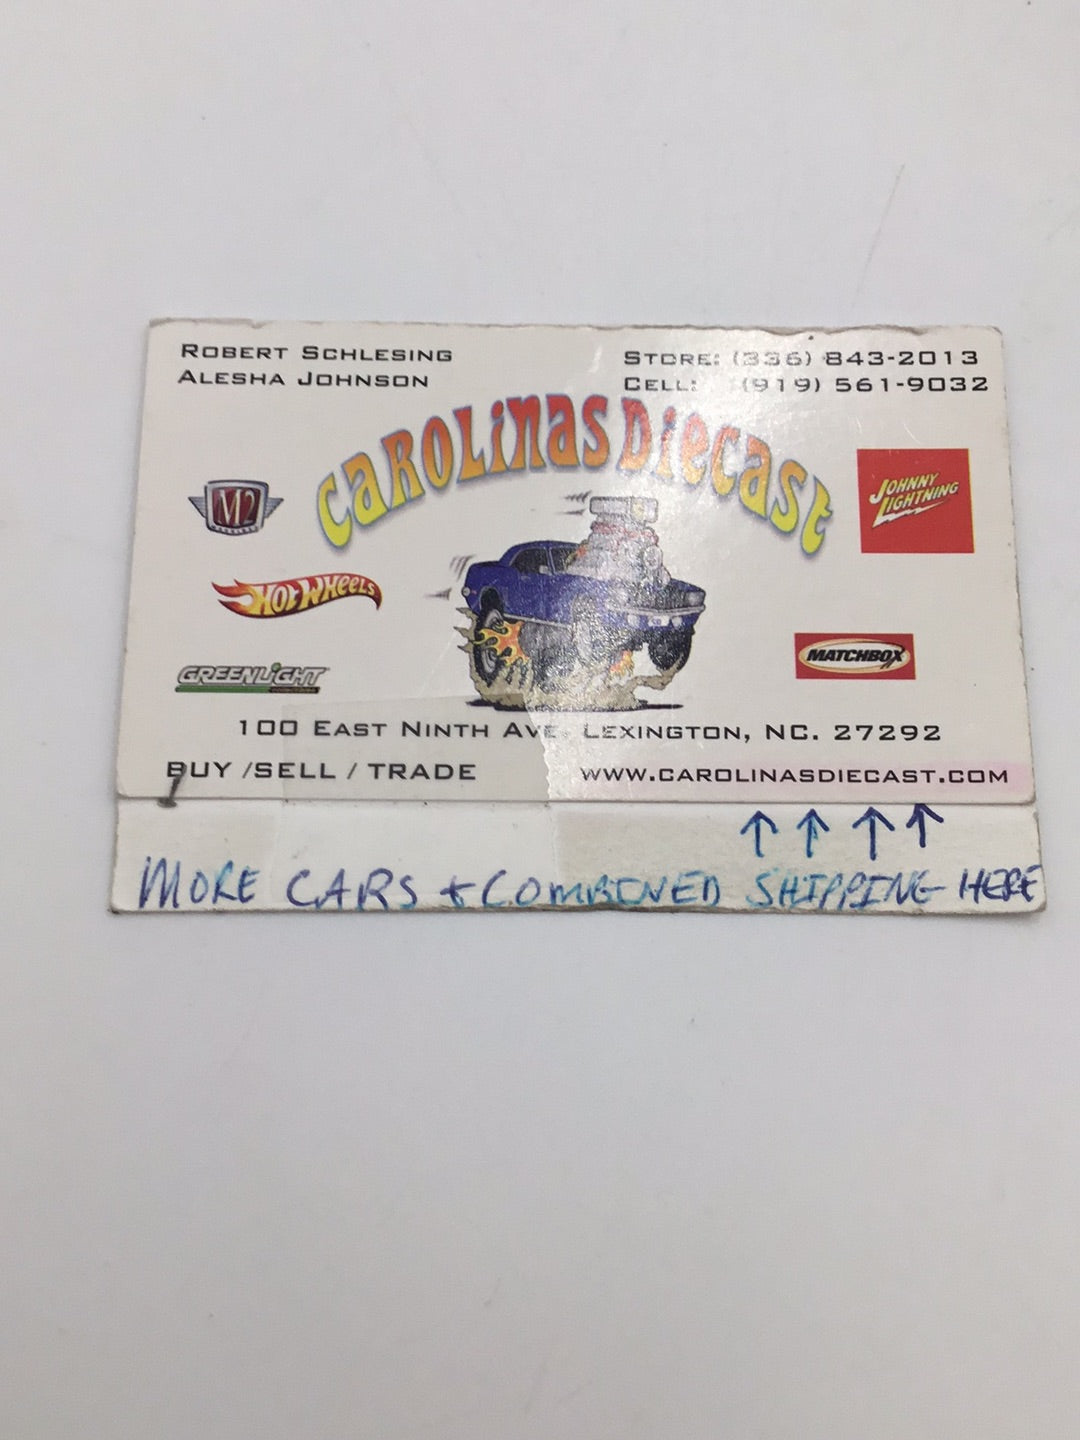 ROBERT SCHLESING
ALESHA JOHNSON
STORE: (336) 843-2013
CELL: (919) 561-9032
CAROLINAS DIECAST
M2
JOHNNY
LIGHTNING
HOT WHEELS
MATCHBOX
GREENLIGHT
100 EAST NINTH AVE. LEXINGTON, NC. 27292
BUY /SELL / TRADE
WWW.CAROLINASDIECAST.COM
↑ ↑ ↑ ↑
MORE CARS & COMBINED SHIPPING HERE